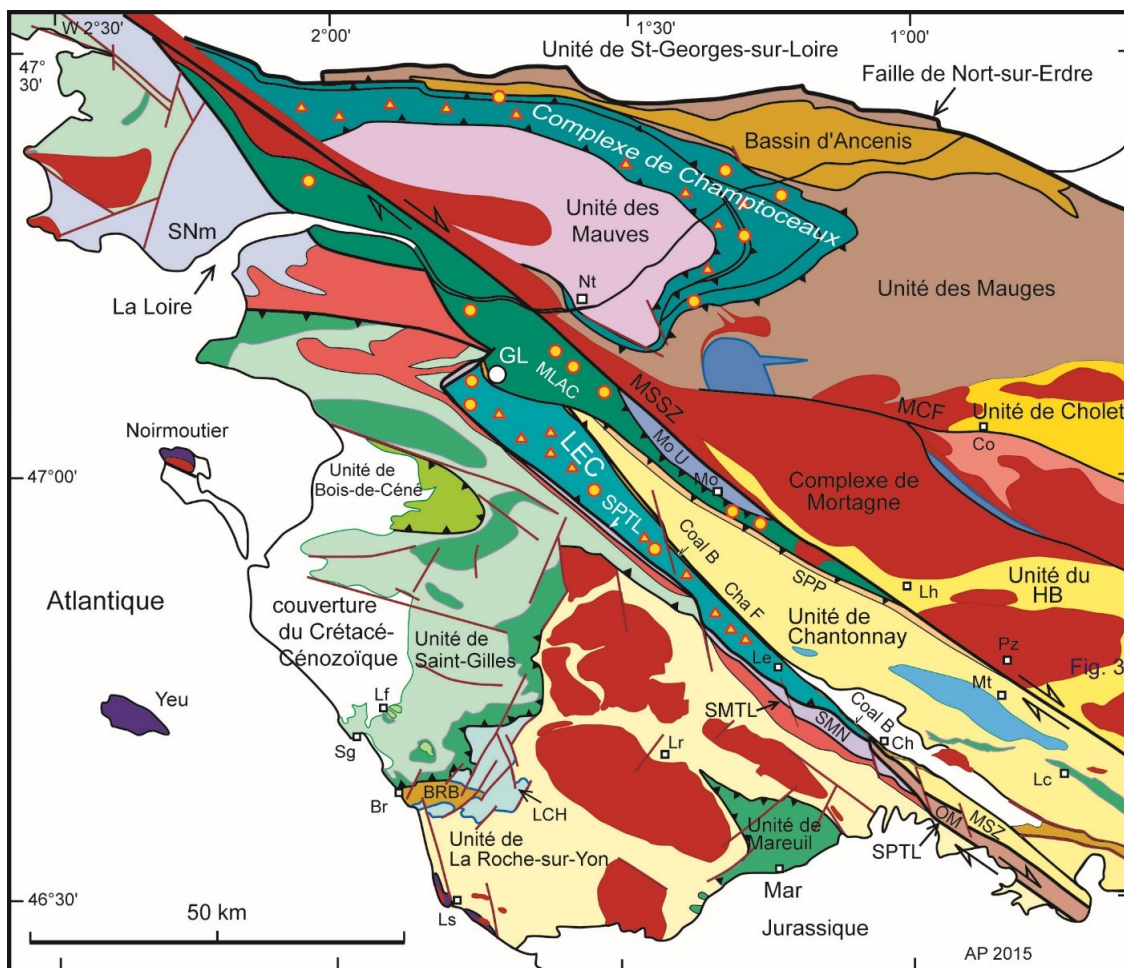 W 2°30'
2°00'
1°30'
1°00'
47°
30'
Unité de St-Georges-sur-Loire
Faille de Nort-sur-Erdre
Bassin d'Ancenis
Complexe de Champtoceaux
Unité des
Mauves
SNm
Nt
Unité des Mauges
La Loire
GL
MLAC
MSSZ
MCF
Unité de Cholet
Co
Noirmoutier
LEC
Mo U
Mo
47°00'
Unité de
Bois-de-Céné
Complexe de
Mortagne
SPTL
Coal B
SPP
Lh
Unité du
HB
Atlantique
couverture
du Crétacé-
Cénozoïque
Cha F
Unité de
Chantonnay
Unité de
Saint-Gilles
Pz
Le
Fig. 3
Yeu
Lf
Mt
SMTL
Coal B
SMN
Sg
Lr
Ch
Lc
Br
BRB
LCH
Unité de
La Roche-sur-Yon
Unité de
Mareuil
OM
MSZ
SPTL
Mar
46°30'
50 km
Ls
Jurassique
AP 2015